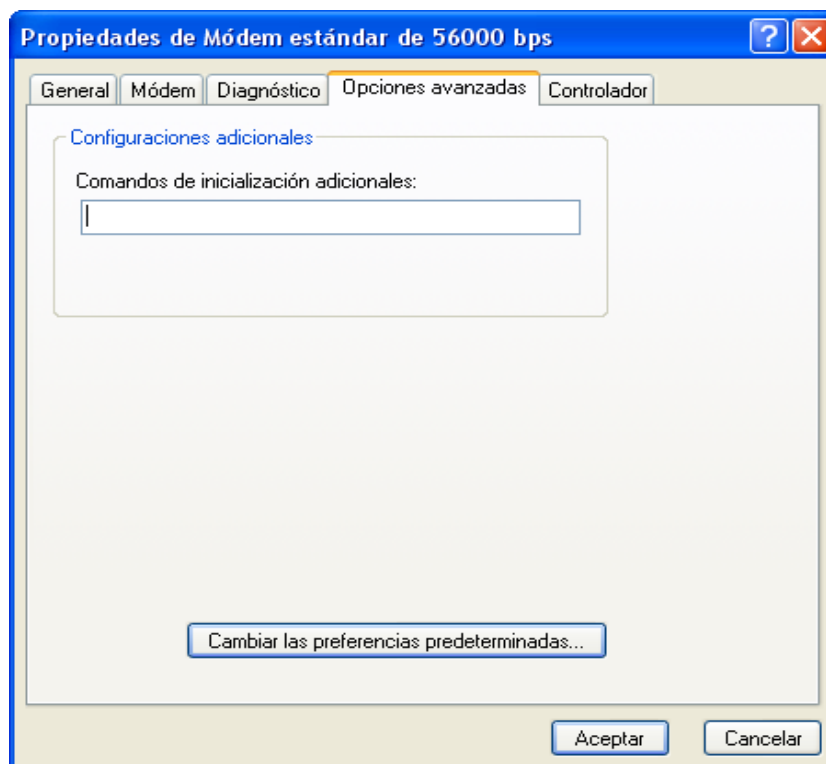 Propiedades de Módem estándar de 56000 bps
General Módem Diagnóstico Opciones avanzadas Controlador
Configuraciones adicionales
Comandos de inicialización adicionales:
Cambiar las preferencias predeterminadas...
Aceptar Cancelar